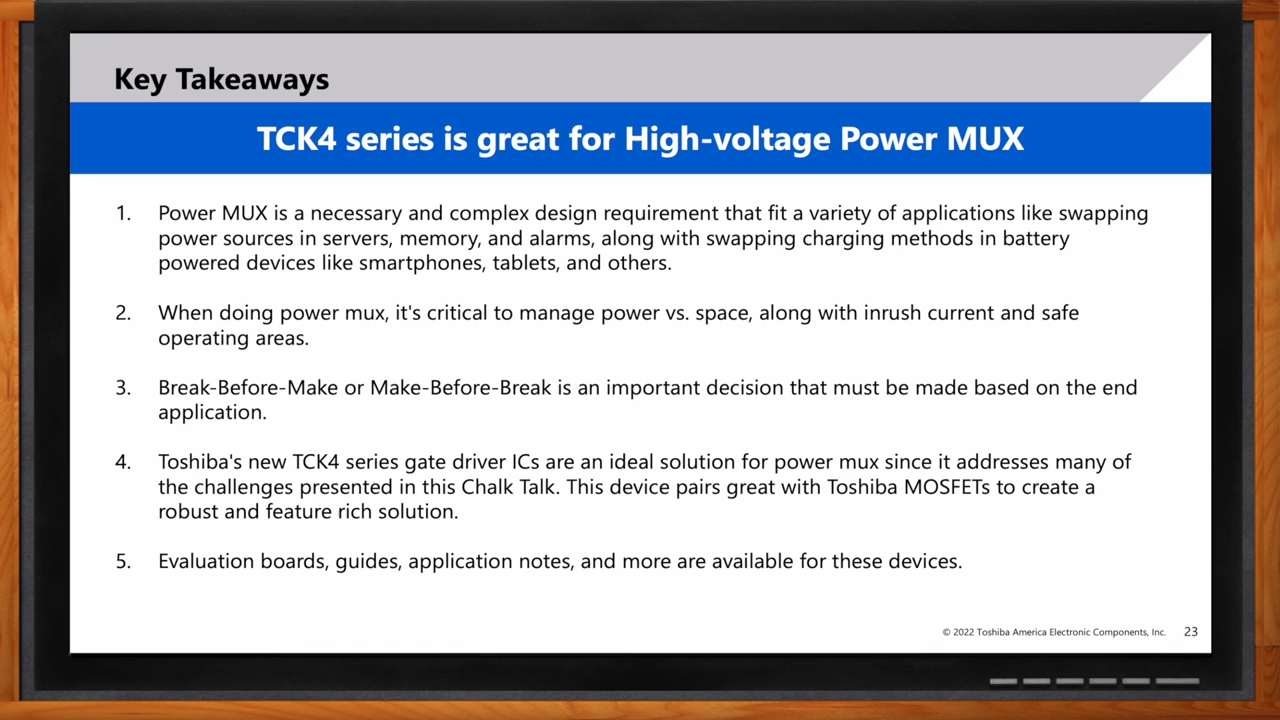 Key Takeaways
TCK4 series is great for High-voltage Power MUX
1. Power MUX is a necessary and complex design requirement that fit a variety of applications like swapping
power sources in servers, memory, and alarms, along with swapping charging methods in battery
powered devices like smartphones, tablets, and others.
2. When doing power mux, it's critical to manage power vs. space, along with inrush current and safe
operating areas.
3. Break-Before-Make or Make-Before-Break is an important decision that must be made based on the end
application.
4. Toshiba's new TCK4 series gate driver ICs are an ideal solution for power mux since it addresses many of
the challenges presented in this Chalk Talk. This device pairs great with Toshiba MOSFETs to create a
robust and feature rich solution.
5. Evaluation boards, guides, application notes, and more are available for these devices.
© 2022 Toshiba America Electronic Components, Inc. 23